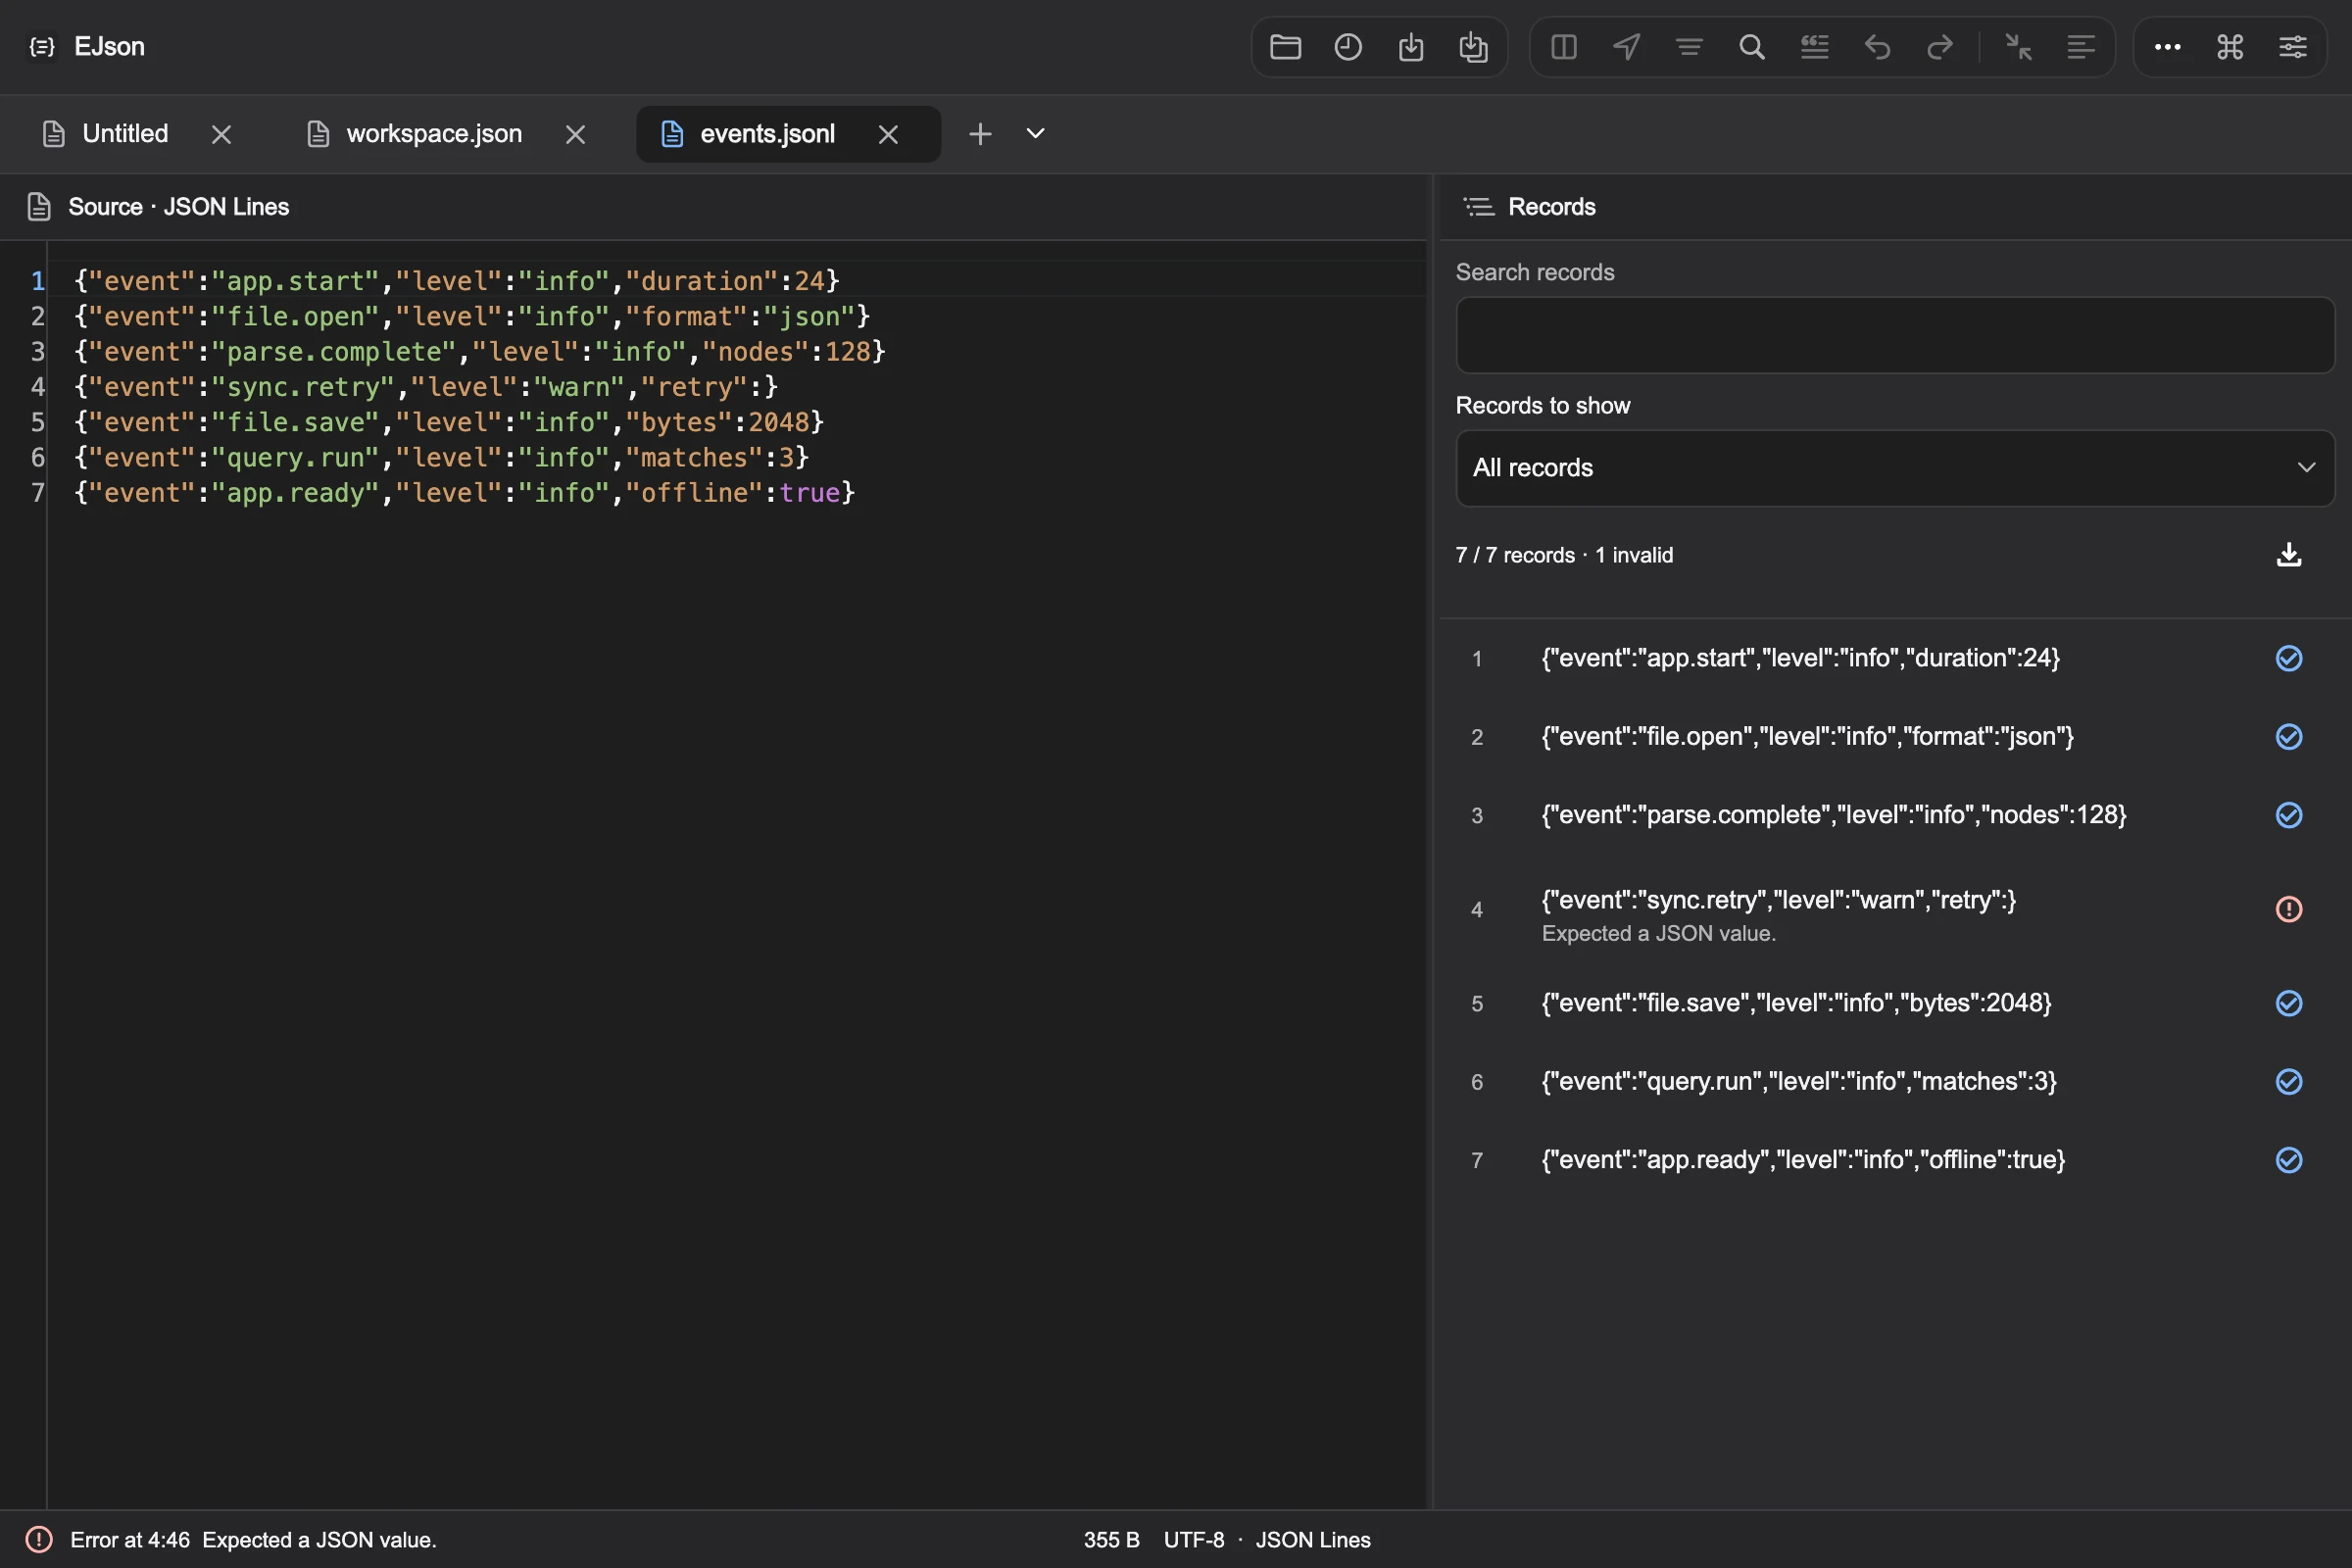 EJson
Untitled
workspace.json
events.jsonl
Source · JSON Lines
1 {"event":"app.start","level":"info","duration":24}
2 {"event":"file.open","level":"info","format":"json"}
3 {"event":"parse.complete","level":"info","nodes":128}
4 {"event":"sync.retry","level":"warn","retry":}
5 {"event":"file.save","level":"info","bytes":2048}
6 {"event":"query.run","level":"info","matches":3}
7 {"event":"app.ready","level":"info","offline":true}
Records
Search records
Records to show
All records
7 / 7 records · 1 invalid
1 {"event":"app.start","level":"info","duration":24}
2 {"event":"file.open","level":"info","format":"json"}
3 {"event":"parse.complete","level":"info","nodes":128}
4 {"event":"sync.retry","level":"warn","retry":}
Expected a JSON value.
5 {"event":"file.save","level":"info","bytes":2048}
6 {"event":"query.run","level":"info","matches":3}
7 {"event":"app.ready","level":"info","offline":true}
Error at 4:46 Expected a JSON value.
355 B UTF-8 · JSON Lines